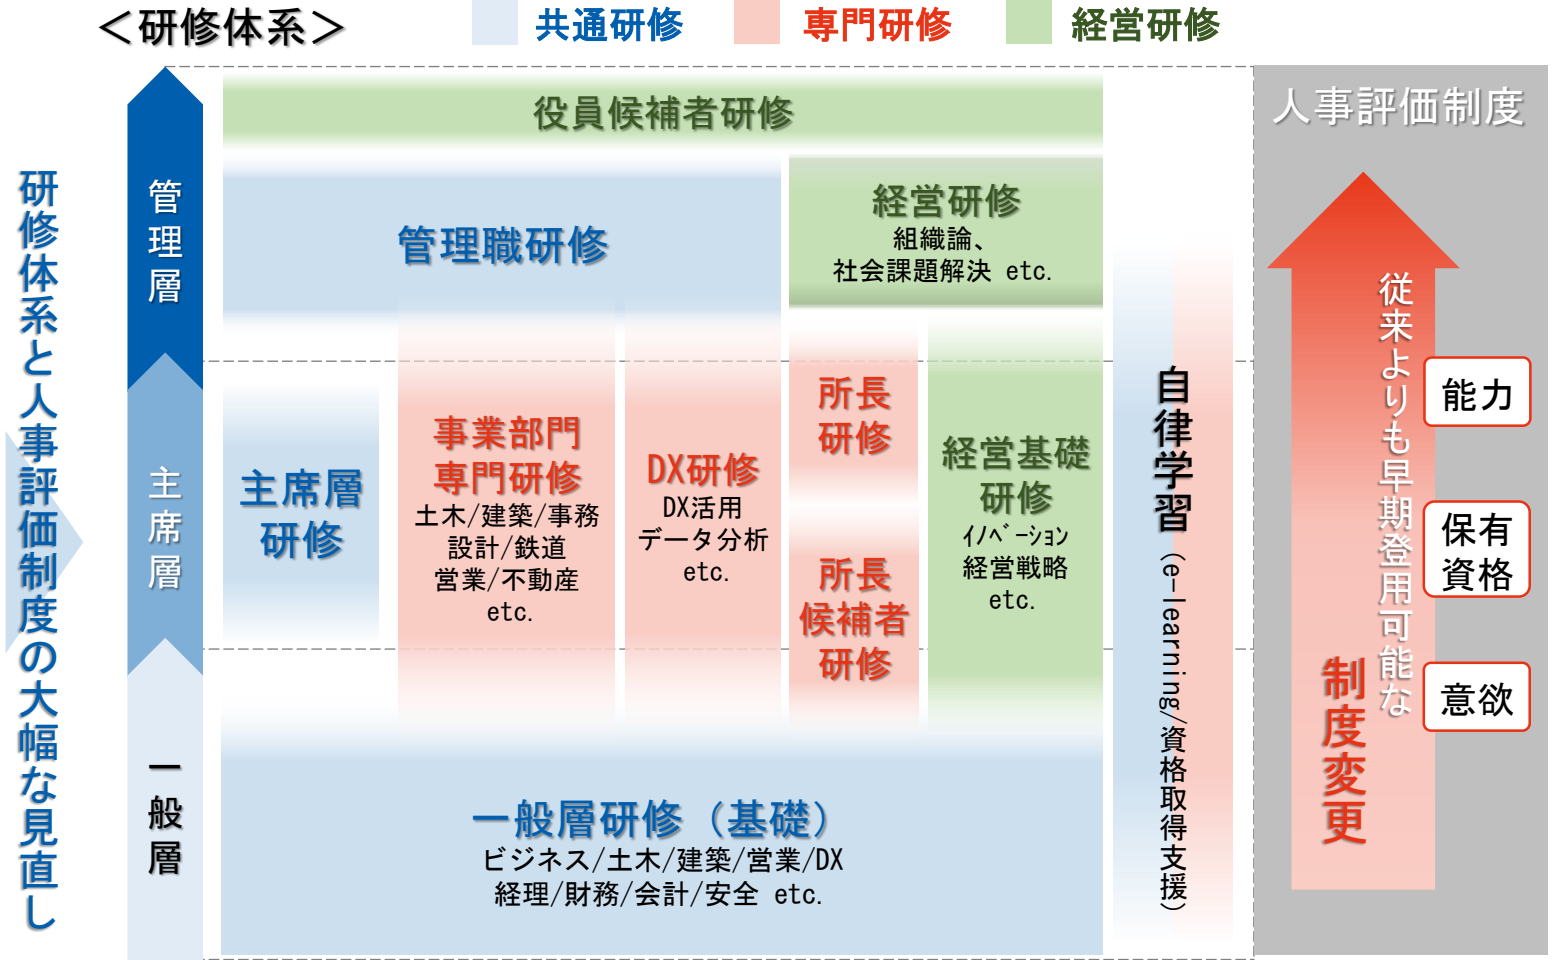 ＜研修体系＞
共通研修
専門研修
経営研修
研修体系と人事評価制度の大幅な見直し
管理層
主席層
一般層
役員候補者研修
管理職研修
経営研修
組織論、
社会課題解決 etc.
主席層
研修
事業部門
専門研修
土木/建築/事務
設計/鉄道
営業/不動産
etc.
DX研修
DX活用
データ分析
etc.
所長
研修
所長
候補者
研修
経営基礎
研修
ｲﾉﾍﾞｰｼｮﾝ
経営戦略
etc.
一般層研修（基礎）
ビジネス/土木/建築/営業/DX
経理/財務/会計/安全 etc.
自律学習（e-learning/資格取得支援）
人事評価制度
従来よりも早期登用可能な
制度変更
能力
保有
資格
意欲